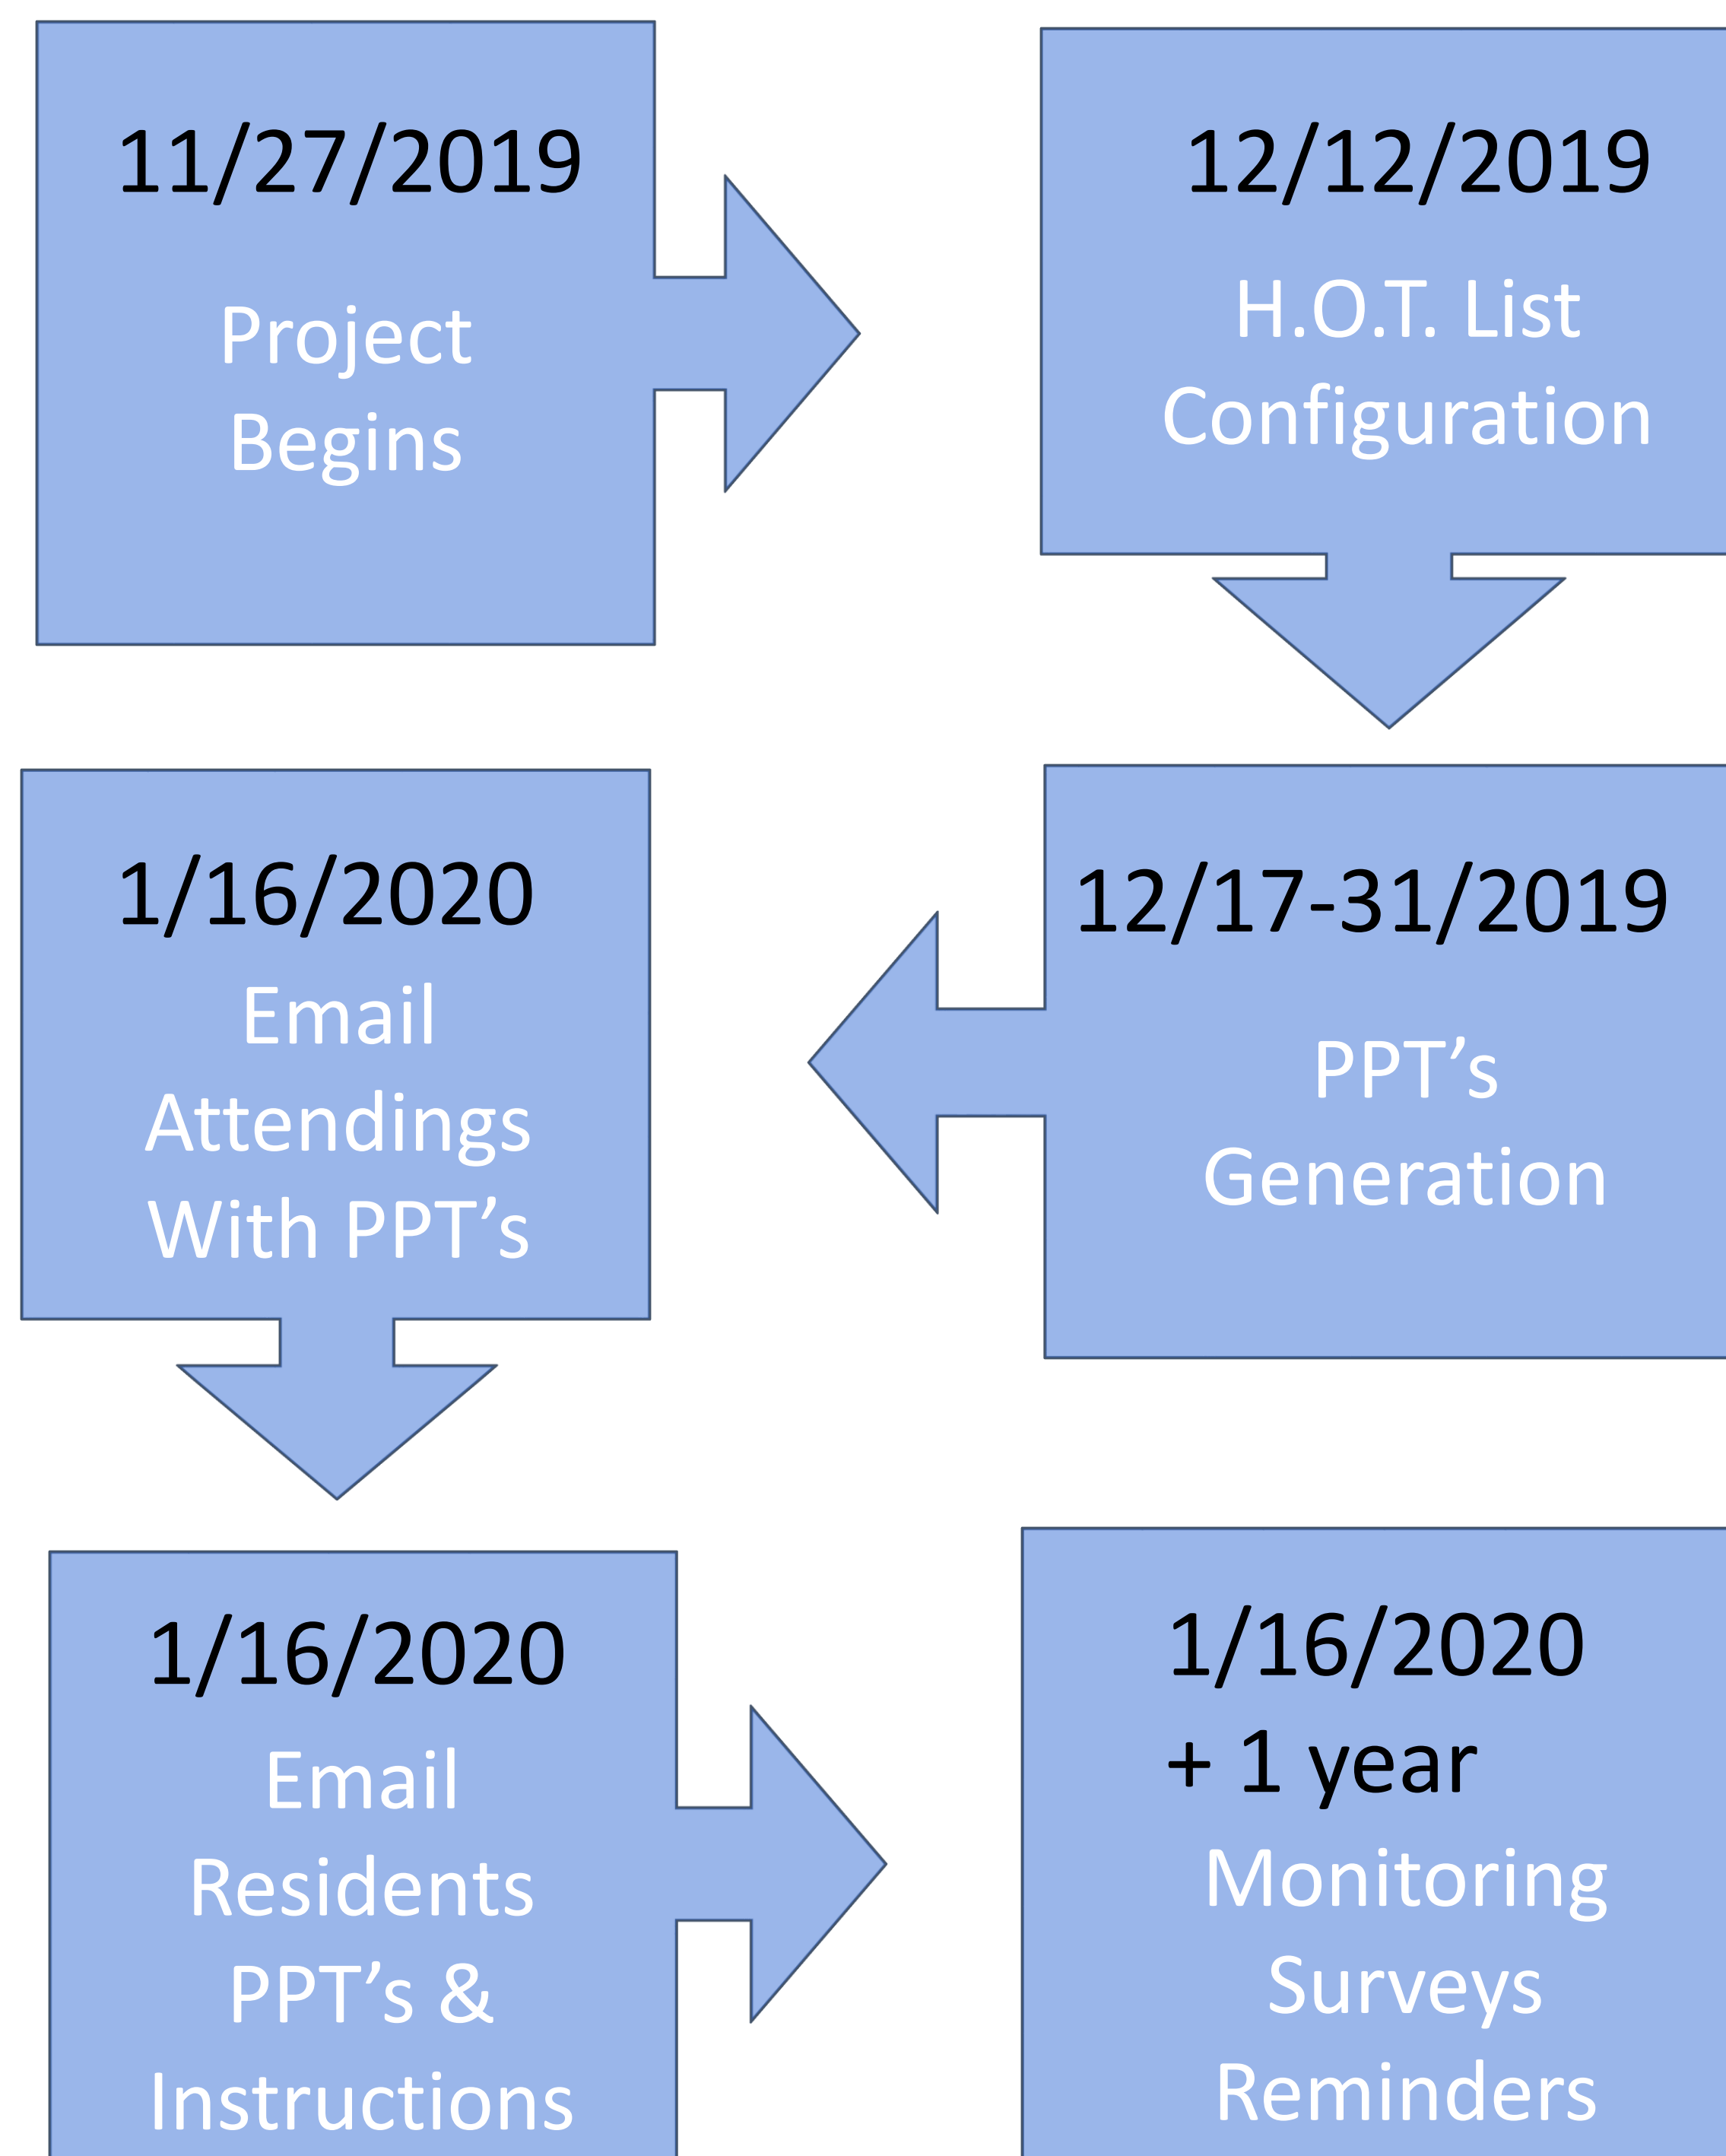 11/27/2019
Project
Begins
12/12/2019
H.O.T. List
Configuration
12/17-31/2019
PPT’s
Generation
1/16/2020
Email
Attendings
With PPT’s
1/16/2020
Email
Residents
PPT’s &
Instructions
1/16/2020
+ 1 year
Monitoring
Surveys
Reminders